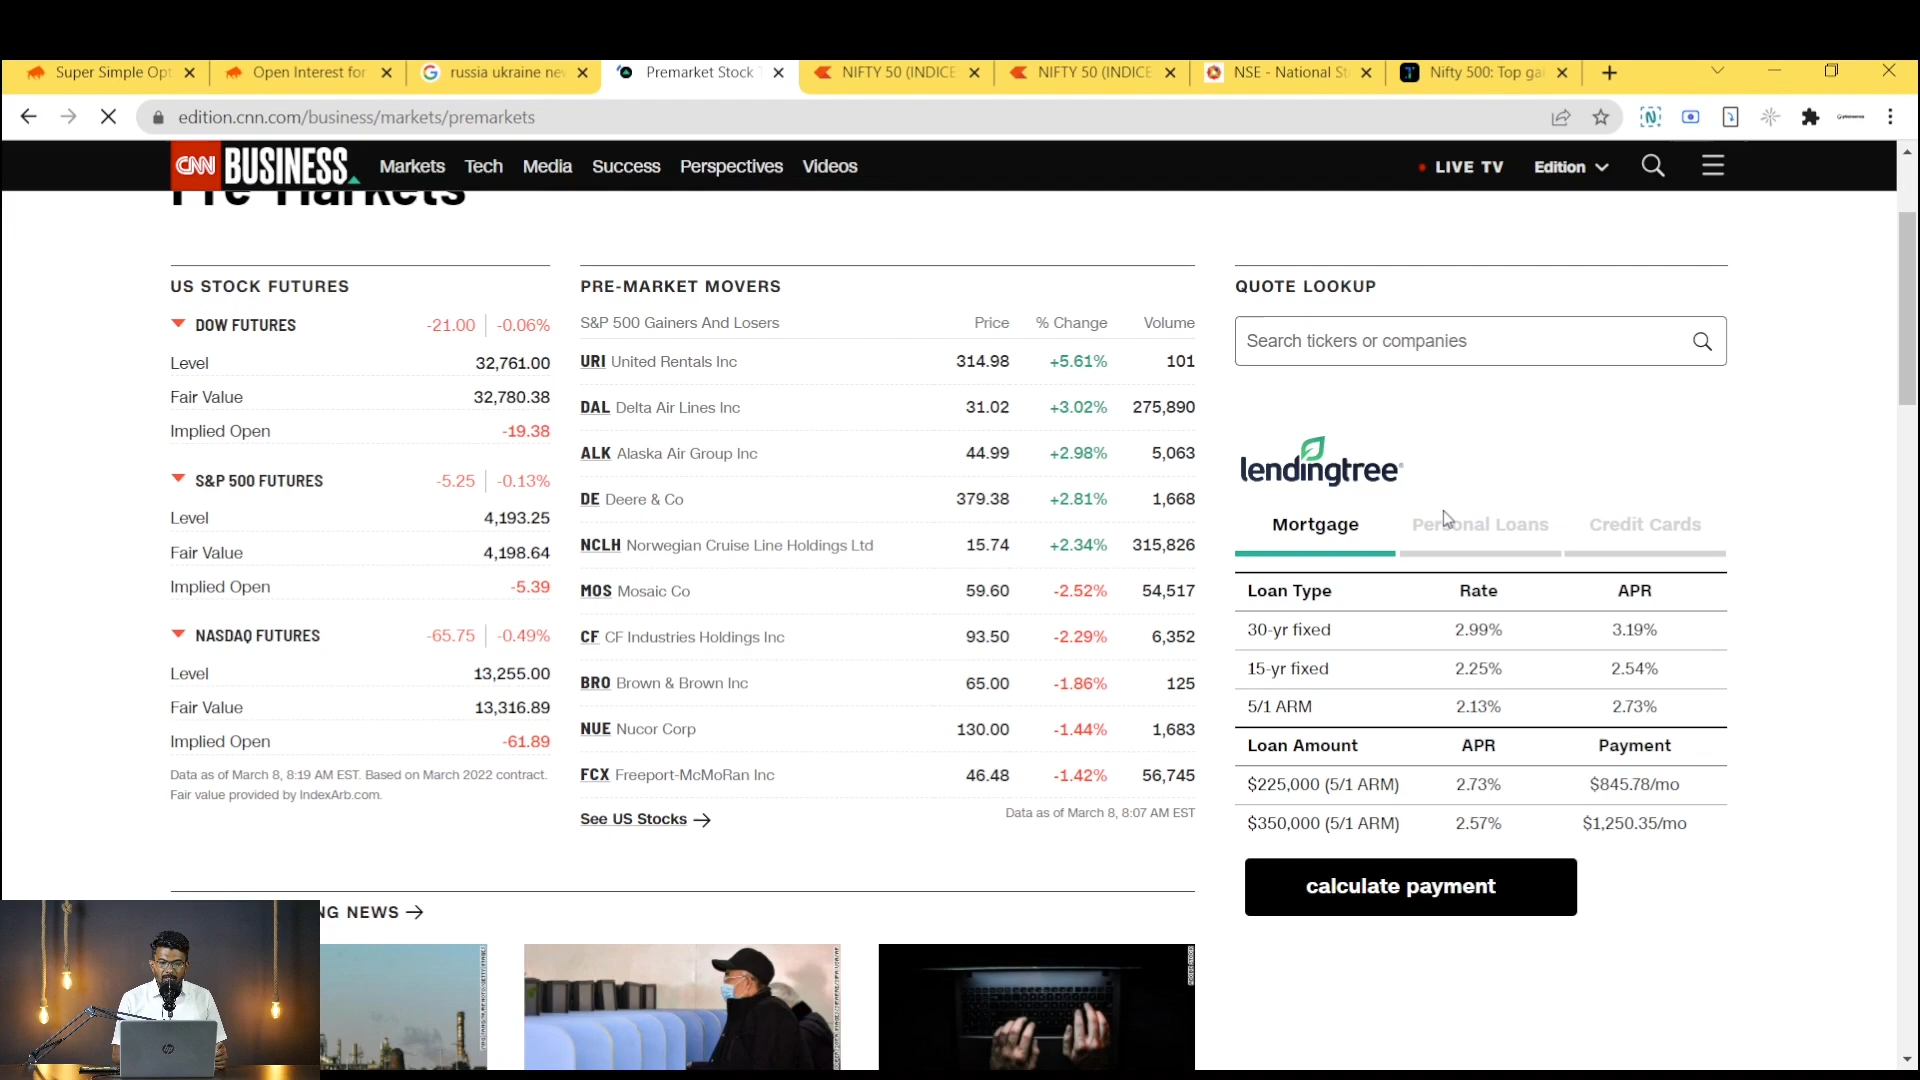 Super Simple Opt
Open Interest for
russia ukraine ne
Premarket Stock T
NIFTY 50 (INDICE
NIFTY 50 (INDICE
NSE - National St
Nifty 500: Top ga
edition.cnn.com/business/markets/premarkets
CNN BUSINESS
Markets Tech Media Success Perspectives Videos
LIVE TV Edition
Pre-Markets
US STOCK FUTURES
DOW FUTURES -21.00 -0.06%
Level 32,761.00
Fair Value 32,780.38
Implied Open -19.38
S&P 500 FUTURES -5.25 -0.13%
Level 4,193.25
Fair Value 4,198.64
Implied Open -5.39
NASDAQ FUTURES -65.75 -0.49%
Level 13,255.00
Fair Value 13,316.89
Implied Open -61.89
Data as of March 8, 8:19 AM EST. Based on March 2022 contract.
Fair value provided by IndexArb.com.
PRE-MARKET MOVERS
S&P 500 Gainers And Losers Price % Change Volume
URI United Rentals Inc 314.98 +5.61% 101
DAL Delta Air Lines Inc 31.02 +3.02% 275,890
ALK Alaska Air Group Inc 44.99 +2.98% 5,063
DE Deere & Co 379.38 +2.81% 1,668
NCLH Norwegian Cruise Line Holdings Ltd 15.74 +2.34% 315,826
MOS Mosaic Co 59.60 -2.52% 54,517
CF CF Industries Holdings Inc 93.50 -2.29% 6,352
BRO Brown & Brown Inc 65.00 -1.86% 125
NUE Nucor Corp 130.00 -1.44% 1,683
FCX Freeport-McMoRan Inc 46.48 -1.42% 56,745
See US Stocks
Data as of March 8, 8:07 AM EST
QUOTE LOOKUP
Search tickers or companies
lendingtree
Mortgage Personal Loans Credit Cards
Loan Type Rate APR
30-yr fixed 2.99% 3.19%
15-yr fixed 2.25% 2.54%
5/1 ARM 2.13% 2.73%
Loan Amount APR Payment
$225,000 (5/1 ARM) 2.73% $845.78/mo
$350,000 (5/1 ARM) 2.57% $1,250.35/mo
calculate payment
NG NEWS
hp